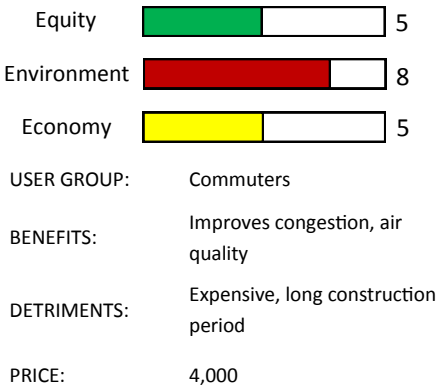 Equity 5
Environment 8
Economy 5
USER GROUP: Commuters
BENEFITS: Improves congestion, air
quality
DETRIMENTS: Expensive, long construction
period
PRICE: 4,000